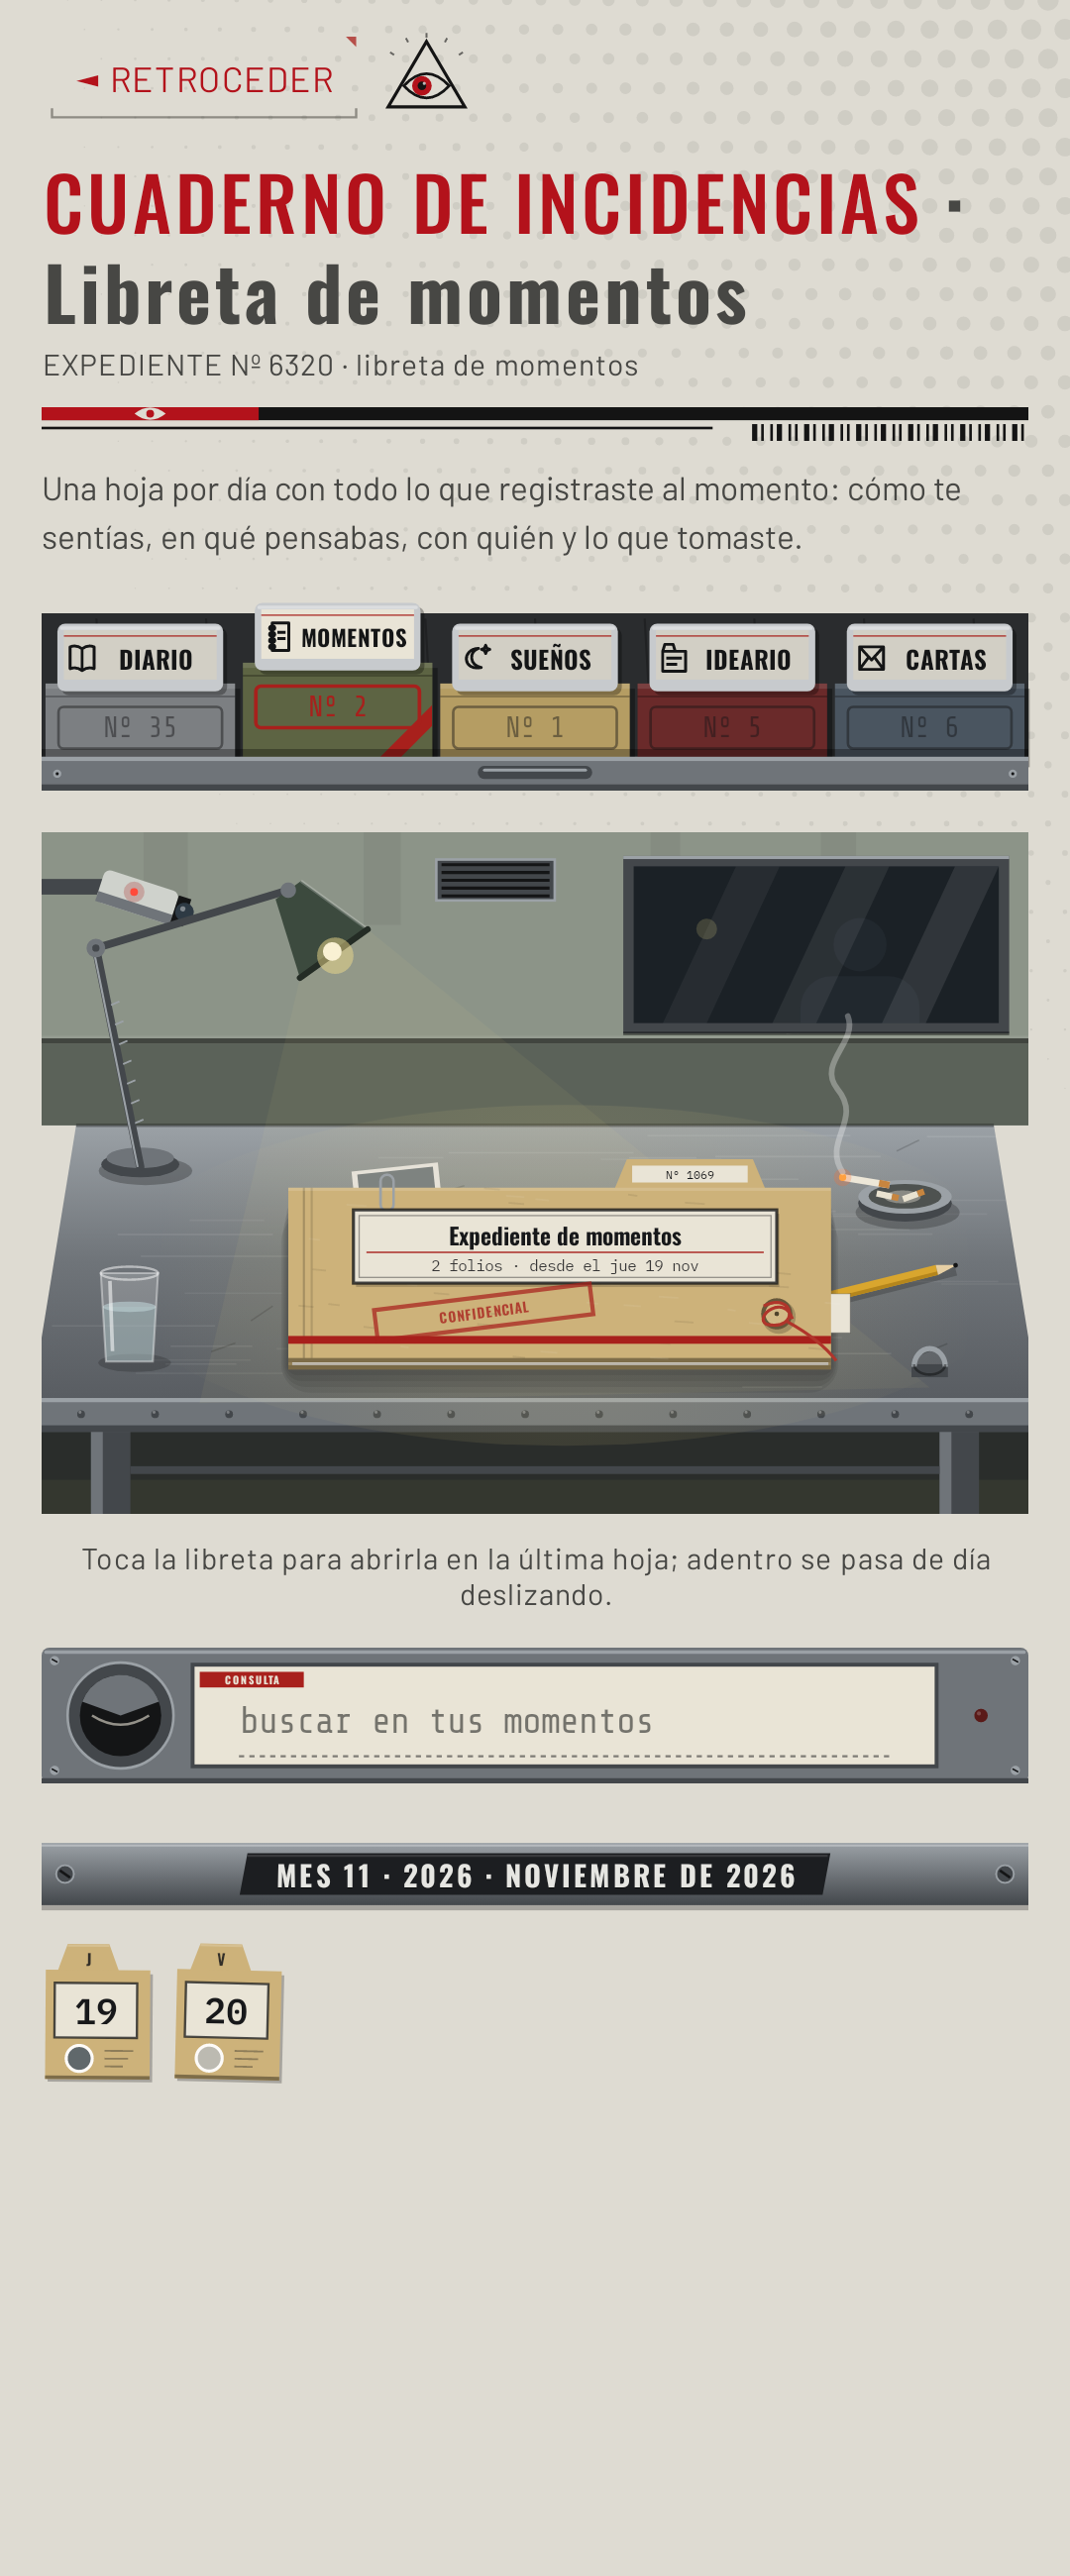 ◄ RETROCEDER
CUADERNO DE INCIDENCIAS ·
Libreta de momentos
EXPEDIENTE Nº 6320 · libreta de momentos
Una hoja por día con todo lo que registraste al momento: cómo te
sentías, en qué pensabas, con quién y lo que tomaste.
DIARIO
MOMENTOS
SUEÑOS
IDEARIO
CARTAS
Nº 35
Nº 2
Nº 1
Nº 5
Nº 6
Nº 1069
Expediente de momentos
2 folios · desde el jue 19 nov
CONFIDENCIAL
Toca la libreta para abrirla en la última hoja; adentro se pasa de día
deslizando.
CONSULTA
buscar en tus momentos
MES 11 · 2026 · NOVIEMBRE DE 2026
J
V
19
20